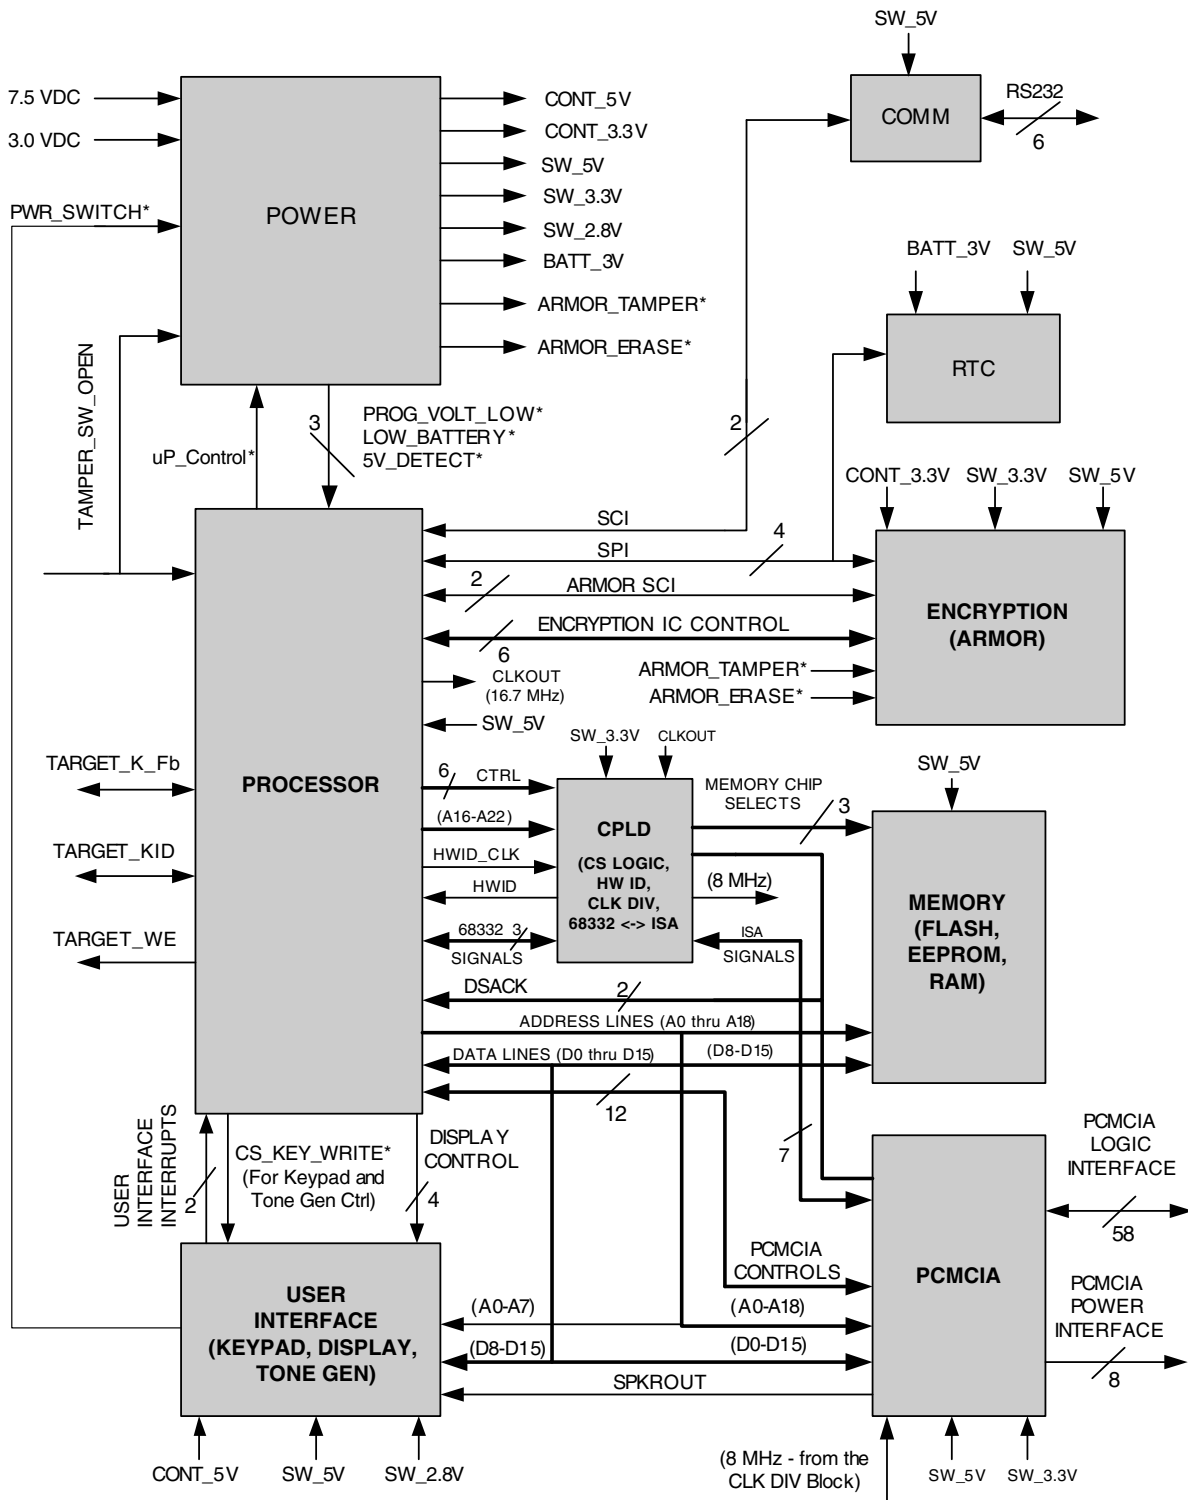 SW_5V
7.5 VDC
3.0 VDC
PWR_SWITCH*
POWER
CONT_5V
CONT_3.3V
SW_5V
SW_3.3V
SW_2.8V
BATT_3V
ARMOR_TAMPER*
ARMOR_ERASE*
COMM
RS232
6
BATT_3V
SW_5V
RTC
TAMPER_SW_OPEN
uP_Control*
3
PROG_VOLT_LOW*
LOW_BATTERY*
5V_DETECT*
2
CONT_3.3V
SW_3.3V
SW_5V
SCI
SPI
4
2
ARMOR SCI
ENCRYPTION IC CONTROL
6
ENCRYPTION
(ARMOR)
ARMOR_TAMPER*
ARMOR_ERASE*
CLKOUT
(16.7 MHz)
SW_5V
PROCESSOR
TARGET_K_Fb
TARGET_KID
TARGET_WE
SW_3.3V
CLKOUT
6
CTRL
(A16-A22)
HWID_CLK
HWID
68332
3
SIGNALS
CPLD
(CS LOGIC,
HW ID,
CLK DIV,
68332 <-> ISA
MEMORY CHIP
SELECTS
3
(8 MHz)
ISA
SIGNALS
SW_5V
MEMORY
(FLASH,
EEPROM,
RAM)
DSACK
2
ADDRESS LINES (A0 thru A18)
DATA LINES (D0 thru D15)
(D8-D15)
12
7
USER
INTERFACE
INTERRUPTS
2
CS_KEY_WRITE*
(For Keypad and
Tone Gen Ctrl)
DISPLAY
CONTROL
4
USER
INTERFACE
(KEYPAD, DISPLAY,
TONE GEN)
PCMCIA
CONTROLS
(A0-A7)
(A0-A18)
(D8-D15)
(D0-D15)
SPKROUT
PCMCIA
PCMCIA
LOGIC
INTERFACE
58
PCMCIA
POWER
INTERFACE
8
CONT_5V
SW_5V
SW_2.8V
(8 MHz - from the
CLK DIV Block)
SW_5V
SW_3.3V